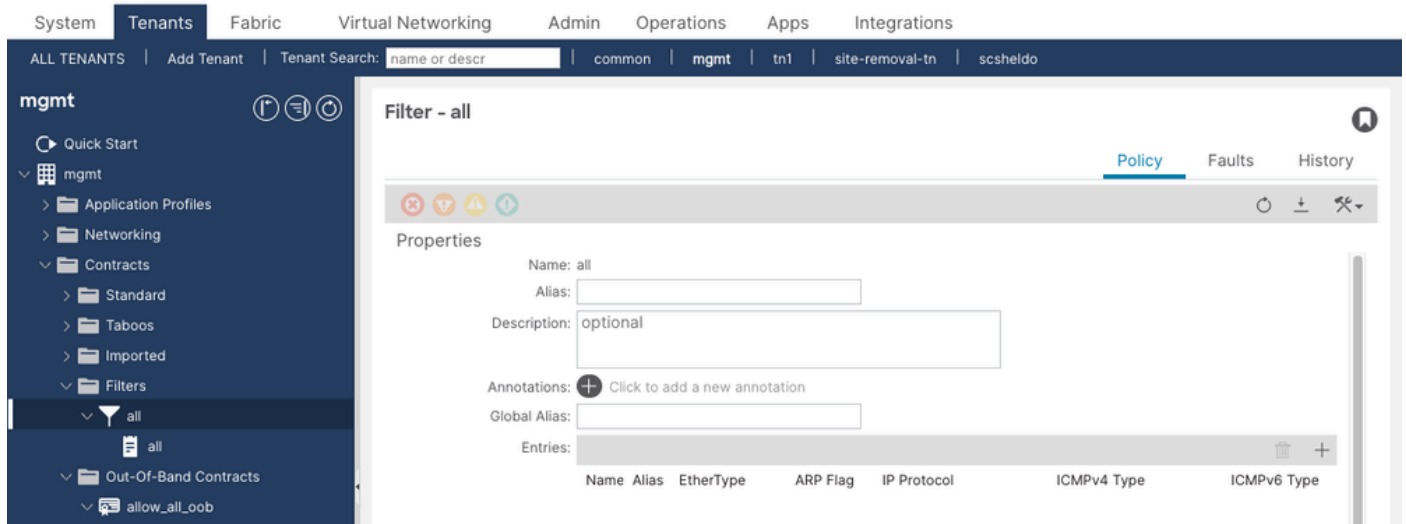 System Tenants Fabric Virtual Networking Admin Operations Apps Integrations
ALL TENANTS | Add Tenant | Tenant Search: name or descr | common | mgmt | tn1 | site-removal-tn | scsheldo
mgmt
Quick Start
mgmt
Application Profiles
Networking
Contracts
Standard
Taboos
Imported
Filters
all
all
Out-Of-Band Contracts
allow_all_oob
Filter - all
Policy Faults History
Properties
Name: all
Alias:
Description: optional
Annotations: Click to add a new annotation
Global Alias:
Entries:
Name Alias EtherType ARP Flag IP Protocol ICMPv4 Type ICMPv6 Type